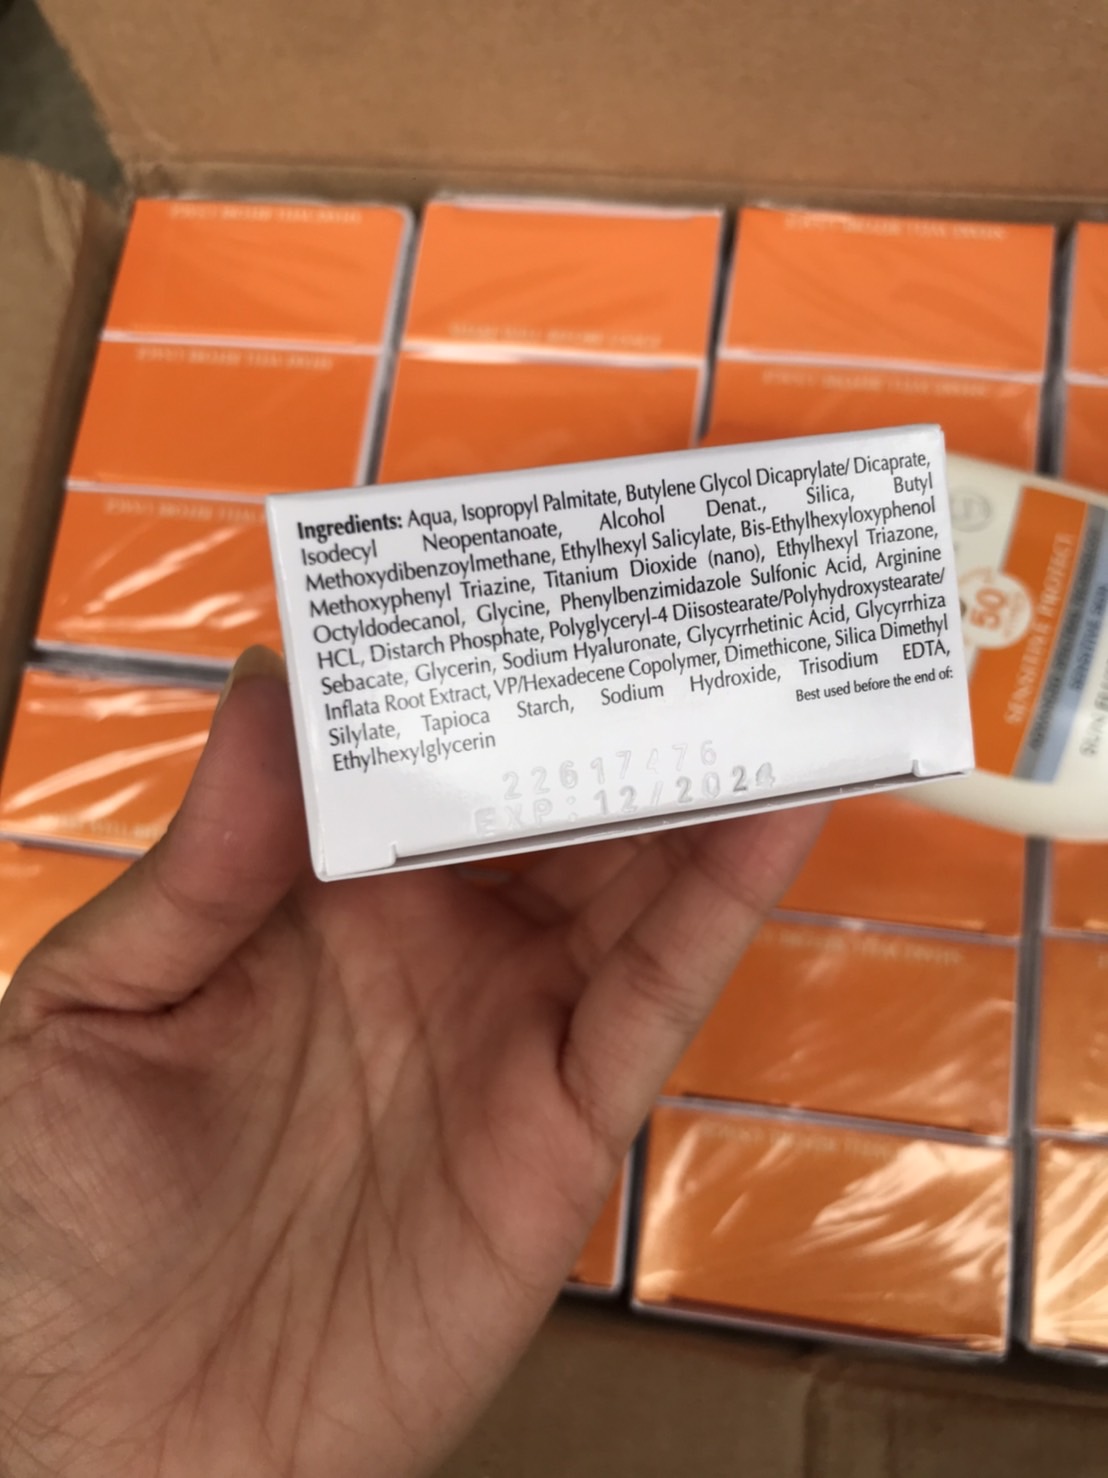 Ingredients: Aqua, Isopropyl Palmitate, Butylene Glycol Dicaprylate/ Dicaprate,
Isodecyl Neopentanoate, Alcohol Denat., Silica, Butyl
Methoxydibenzoylmethane, Ethylhexyl Salicylate, Bis-Ethylhexyloxyphenol
Methoxyphenyl Triazine, Titanium Dioxide (nano), Ethylhexyl Triazone,
Octyldodecanol, Glycine, Phenylbenzimidazole Sulfonic Acid, Arginine
HCL, Distarch Phosphate, Polyglyceryl-4 Diisostearate/Polyhydroxystearate/
Sebacate, Glycerin, Sodium Hyaluronate, Glycyrrhetinic Acid, Glycyrrhiza
Inflata Root Extract, VP/Hexadecene Copolymer, Dimethicone, Silica Dimethyl
Silylate, Tapioca Starch, Sodium Hydroxide, Trisodium EDTA,
Ethylhexylglycerin
Best used before the end of:
EXP: 12/2024
50